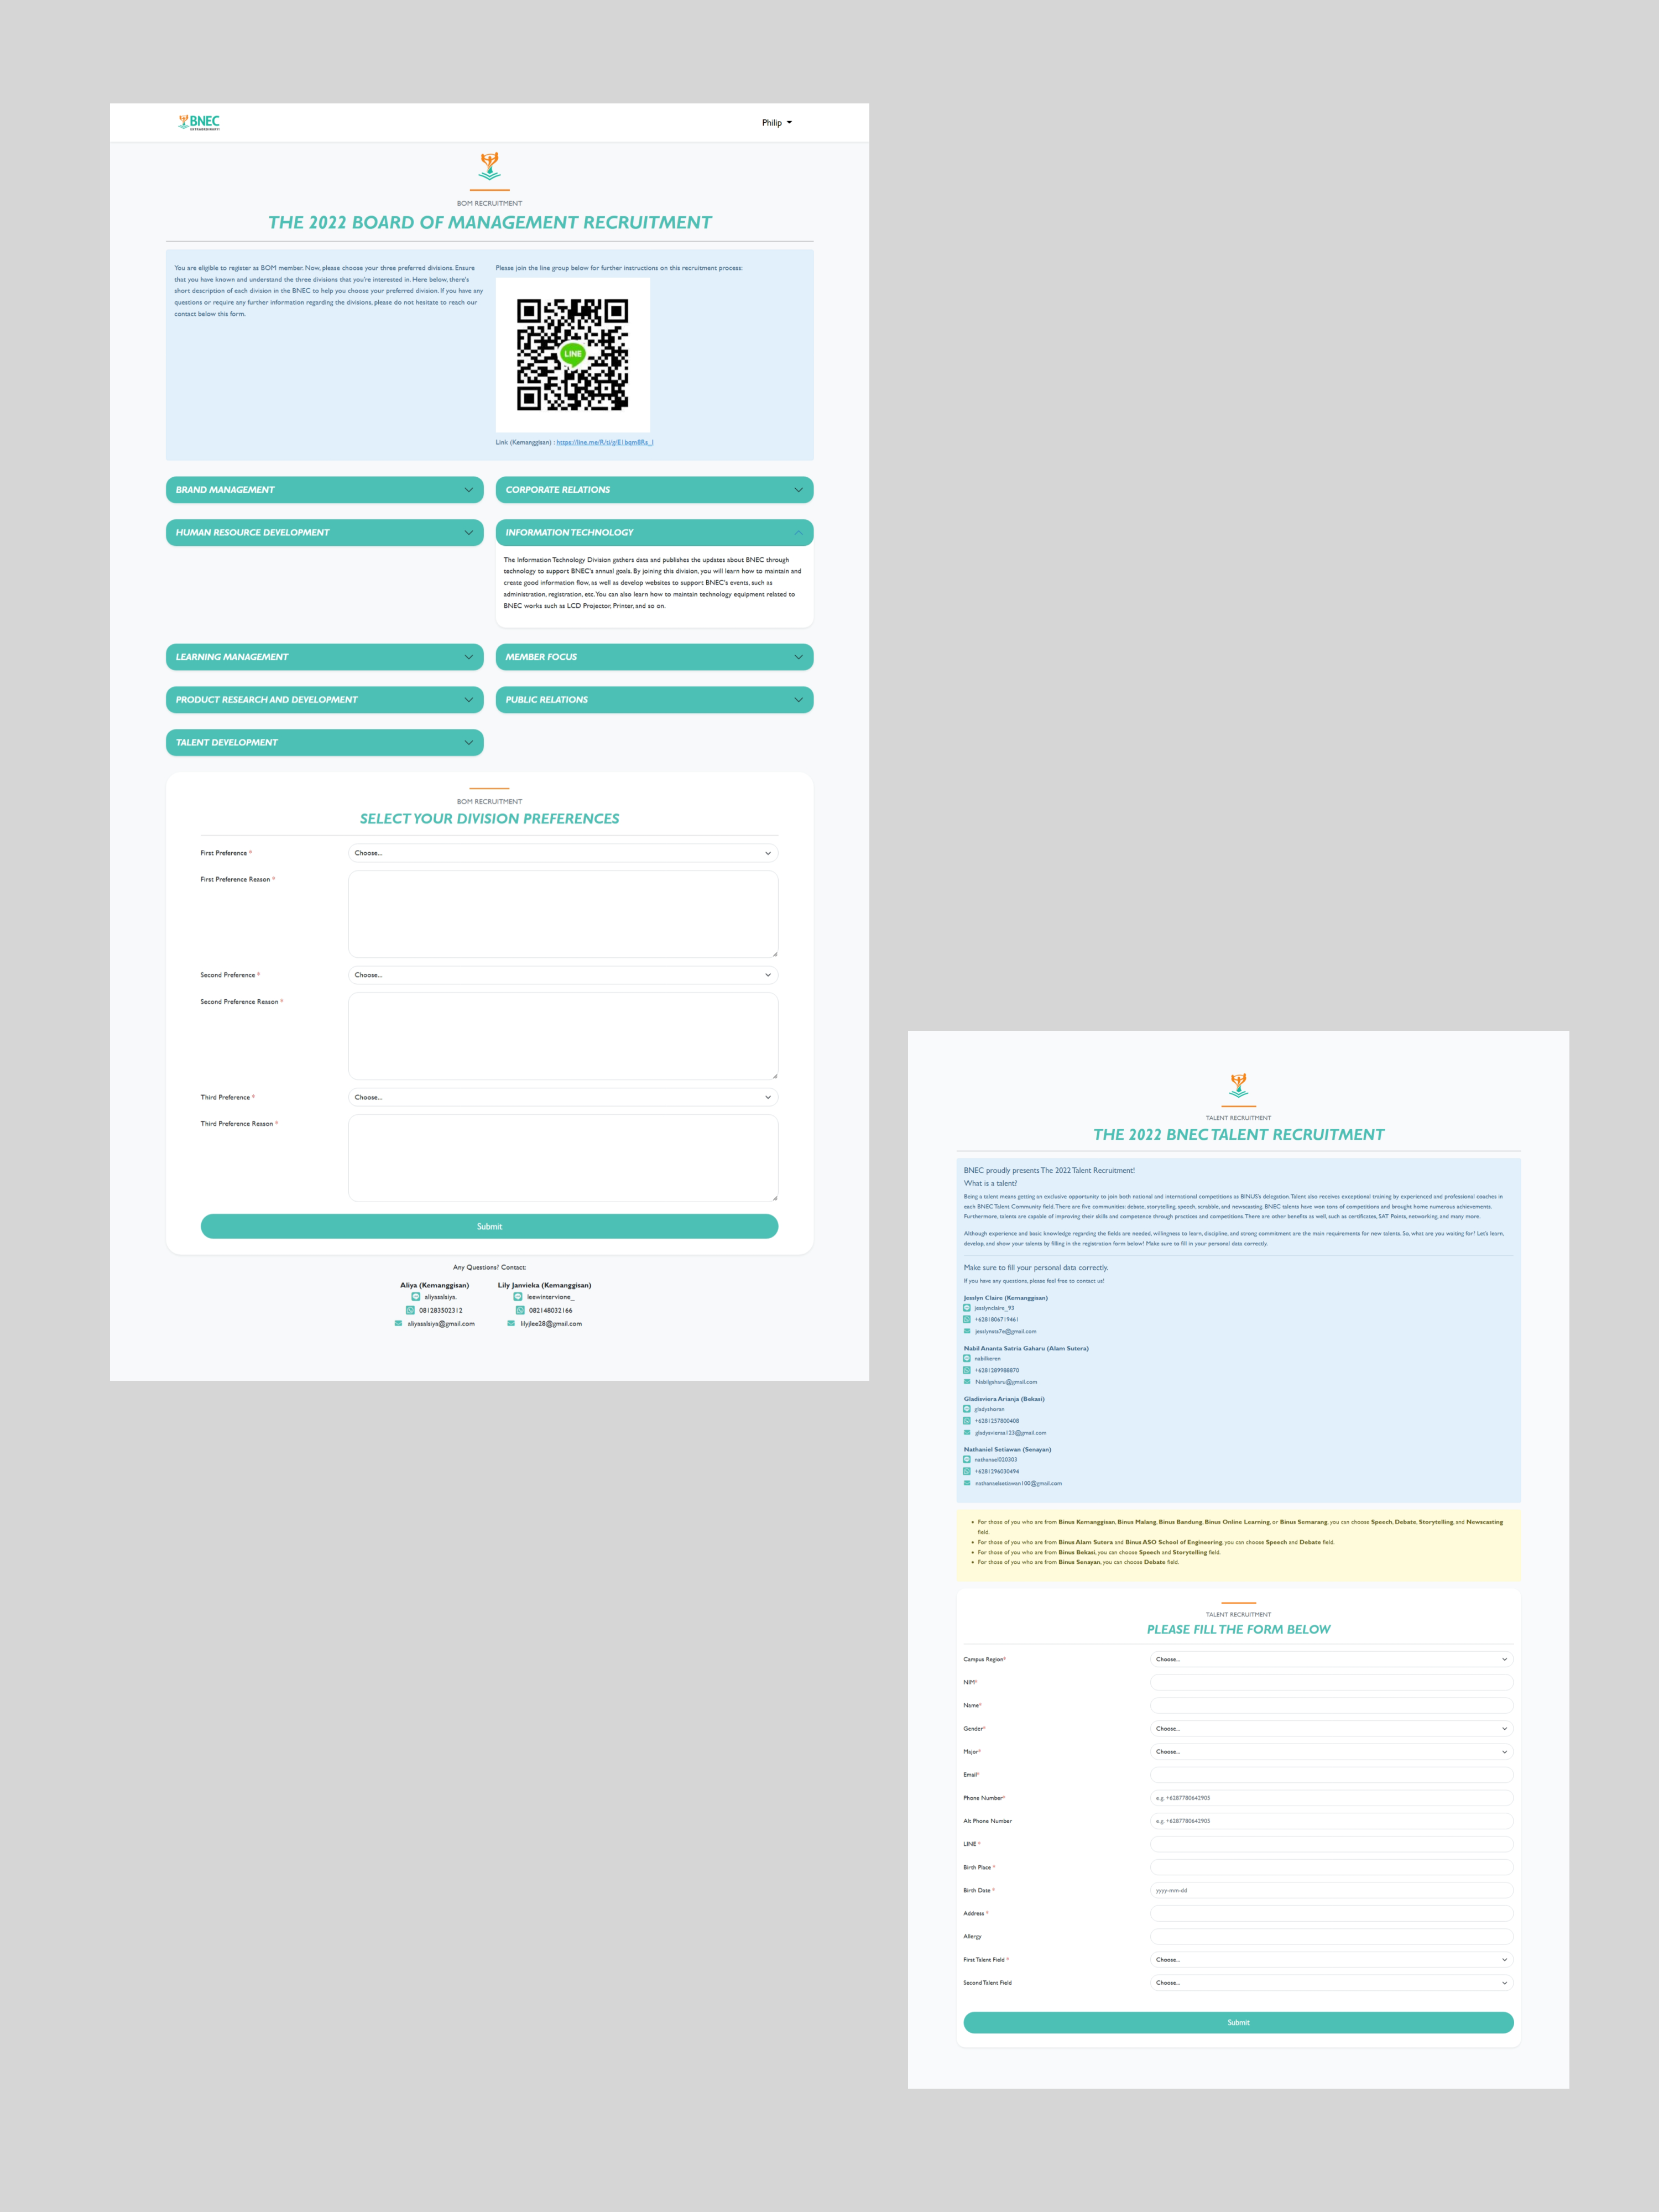 BNEC
EXTRAORDINARY!
Philip
BOM RECRUITMENT
THE 2022 BOARD OF MANAGEMENT RECRUITMENT
You are eligible to register as BOM member. Now, please choose your three preferred divisions. Ensure
that you have known and understand the three divisions that you're interested in. Here below, there's
short description of each division in the BNEC to help you choose your preferred division. If you have any
questions or require any further information regarding the divisions, please do not hesitate to reach our
contact below this form.
Please join the line group below for further instructions on this recruitment process:
LINE
Link (Kemanggisan) :
BRAND MANAGEMENT
CORPORATE RELATIONS
HUMAN RESOURCE DEVELOPMENT
INFORMATION TECHNOLOGY
The Information Technology Division gathers data and publishes the updates about BNEC through
technology to support BNEC's annual goals. By joining this division, you will learn how to maintain and
create good information flow, as well as develop websites to support BNEC's events, such as
administration, registration, etc. You can also learn how to maintain technology equipment related to
BNEC works such as LCD Projector, Printer, and so on.
LEARNING MANAGEMENT
MEMBER FOCUS
PRODUCT RESEARCH AND DEVELOPMENT
PUBLIC RELATIONS
TALENT DEVELOPMENT
BOM RECRUITMENT
SELECT YOUR DIVISION PREFERENCES
First Preference *
Choose...
First Preference Reason *
Second Preference *
Choose...
Second Preference Reason *
Third Preference *
Choose...
Third Preference Reason *
Submit
Any Questions? Contact:
Aliya (Kemanggisan)
aliyssalsiya.
081283502312
aliyssalsiya@gmail.com
Lily Janvieka (Kemanggisan)
leewintervione_
082148032166
lilyjlee28@gmail.com
TALENT RECRUITMENT
THE 2022 BNEC TALENT RECRUITMENT
BNEC proudly presents The 2022 Talent Recruitment!
What is a talent?
Being a talent means getting an exclusive opportunity to join both national and international competitions as BINUS's delegation. Talent also receives exceptional training by experienced and professional coaches in
each BNEC Talent Community field. There are five communities: debate, storytelling, speech, scrabble, and newscasting. BNEC talents have won tons of competitions and brought home numerous achievements.
Furthermore, talents are capable of improving their skills and competence through practices and competitions. There are other benefits as well, such as certificates, SAT Points, networking, and many more.
Although experience and basic knowledge regarding the fields are needed, willingness to learn, discipline, and strong commitment are the main requirements for new talents. So, what are you waiting for? Let's learn,
develop, and show your talents by filling in the registration form below! Make sure to fill in your personal data correctly.
Make sure to fill your personal data correctly.
If you have any questions, please feel free to contact us!
Jesslyn Claire (Kemanggisan)
jesslynclaire_93
+6281806719461
jesslynsts7e@gmail.com
Nabil Ananta Satria Gaharu (Alam Sutera)
nabilkeren
+6281289988870
Nabilgaharu@gmail.com
Gladieviera Arianja (Bekasi)
gladyshoran
+6281257800408
gladysvieraa123@gmail.com
Nathaniel Setiawan (Senayan)
nathanael020303
+6281296030494
nathanaelsetiawan100@gmail.com
For those of you who are from Binus Kemanggisan, Binus Malang, Binus Bandung, Binus Online Learning, or Binus Semarang, you can choose Speech, Debate, Storytelling, and Newscasting
field.
For those of you who are from Binus Alam Sutera and Binus ASO School of Engineering, you can choose Speech and Debate field.
For those of you who are from Binus Bekasi, you can choose Speech and Storytelling field.
For those of you who are from Binus Senayan, you can choose Debate field.
TALENT RECRUITMENT
PLEASE FILL THE FORM BELOW
Campus Region*
Choose...
NIM*
Name*
Gender*
Choose...
Major*
Choose...
Email*
Phone Number*
e.g. +6287780642905
Alt Phone Number
e.g. +6287780642905
LINE *
Birth Place *
Birth Date *
yyyy-mm-dd
Address *
Allergy
First Talent Field *
Choose...
Second Talent Field
Choose...
Submit